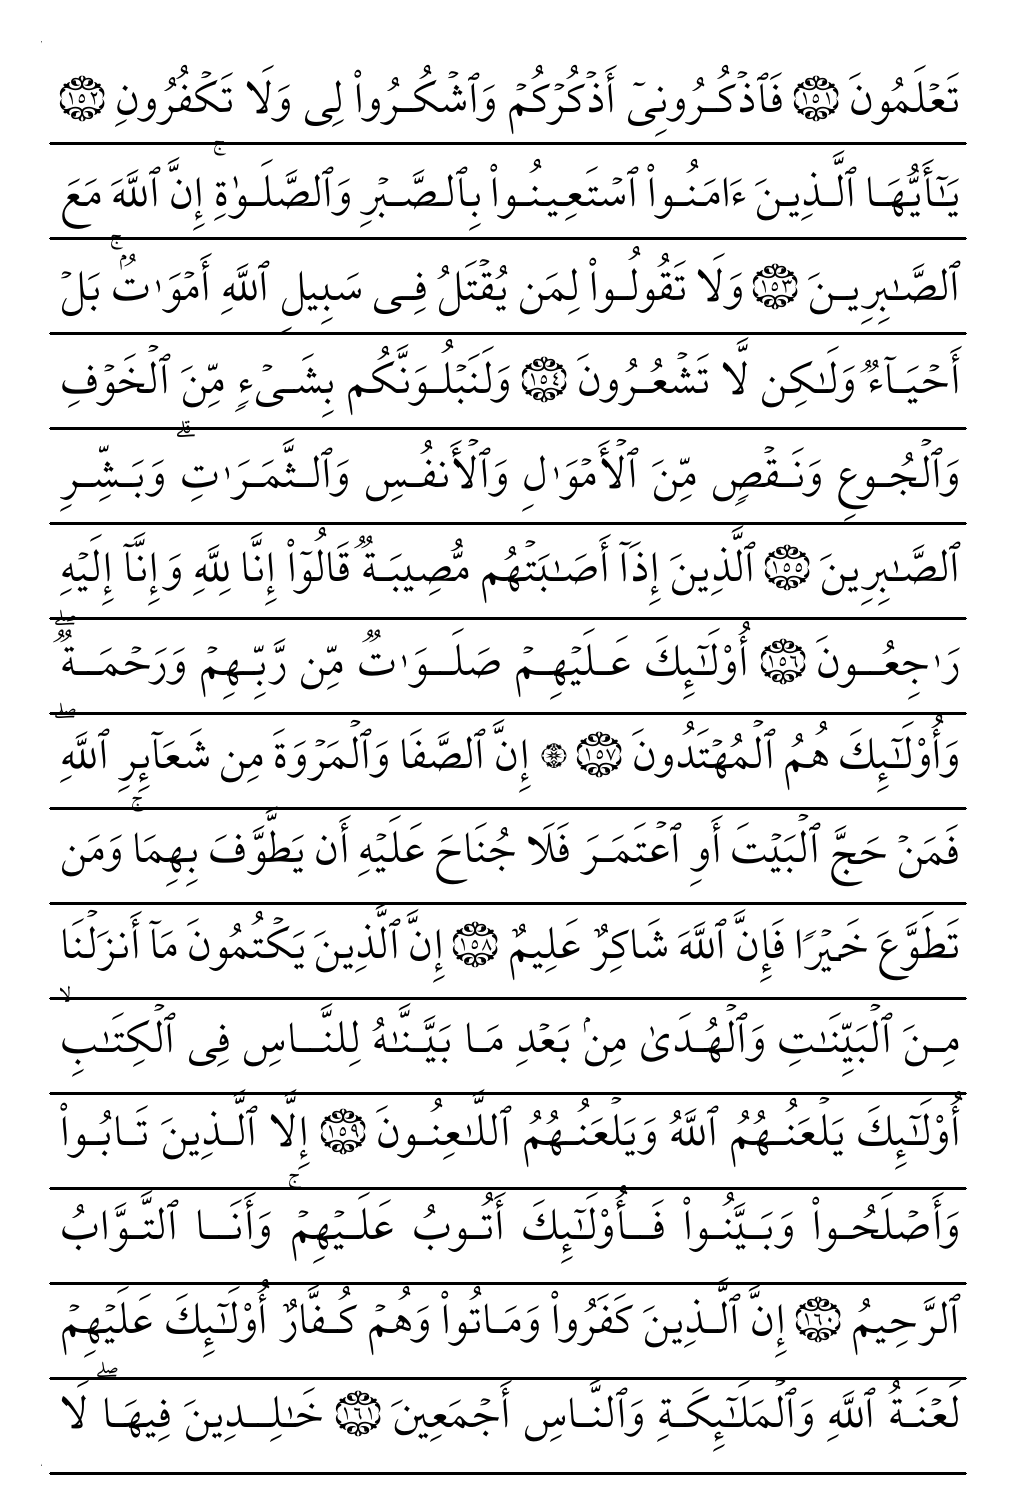 تَعۡلَمُونَ ١٥١ فَٱذۡكُرُونِيٓ أَذۡكُرۡكُمۡ وَٱشۡكُرُواْ لِي وَلَا تَكۡفُرُونِ ١٥٢
يَٰٓأَيُّهَا ٱلَّذِينَ ءَامَنُواْ ٱسۡتَعِينُواْ بِٱلصَّبۡرِ وَٱلصَّلَوٰةِۚ إِنَّ ٱللَّهَ مَعَ
ٱلصَّٰبِرِينَ ١٥٣ وَلَا تَقُولُواْ لِمَن يُقۡتَلُ فِي سَبِيلِ ٱللَّهِ أَمۡوَٰتُۢۚ بَلۡ
أَحۡيَآءٞ وَلَٰكِن لَّا تَشۡعُرُونَ ١٥٤ وَلَنَبۡلُوَنَّكُم بِشَيۡءٖ مِّنَ ٱلۡخَوۡفِ
وَٱلۡجُوعِ وَنَقۡصٖ مِّنَ ٱلۡأَمۡوَٰلِ وَٱلۡأَنفُسِ وَٱلثَّمَرَٰتِۗ وَبَشِّرِ
ٱلصَّٰبِرِينَ ١٥٥ ٱلَّذِينَ إِذَآ أَصَٰبَتۡهُم مُّصِيبَةٞ قَالُوٓاْ إِنَّا لِلَّهِ وَإِنَّآ إِلَيۡهِ
رَٰجِعُونَ ١٥٦ أُوْلَٰٓئِكَ عَلَيۡهِمۡ صَلَوَٰتٞ مِّن رَّبِّهِمۡ وَرَحۡمَةٞۖ
وَأُوْلَٰٓئِكَ هُمُ ٱلۡمُهۡتَدُونَ ١٥٧ ۞ إِنَّ ٱلصَّفَا وَٱلۡمَرۡوَةَ مِن شَعَآئِرِ ٱللَّهِۖ
فَمَنۡ حَجَّ ٱلۡبَيۡتَ أَوِ ٱعۡتَمَرَ فَلَا جُنَاحَ عَلَيۡهِ أَن يَطَّوَّفَ بِهِمَاۚ وَمَن
تَطَوَّعَ خَيۡرٗا فَإِنَّ ٱللَّهَ شَاكِرٌ عَلِيمٌ ١٥٨ إِنَّ ٱلَّذِينَ يَكۡتُمُونَ مَآ أَنزَلۡنَا
مِنَ ٱلۡبَيِّنَٰتِ وَٱلۡهُدَىٰ مِنۢ بَعۡدِ مَا بَيَّنَّٰهُ لِلنَّاسِ فِي ٱلۡكِتَٰبِۙ
أُوْلَٰٓئِكَ يَلۡعَنُهُمُ ٱللَّهُ وَيَلۡعَنُهُمُ ٱللَّٰعِنُونَ ١٥٩ إِلَّا ٱلَّذِينَ تَابُواْ
وَأَصۡلَحُواْ وَبَيَّنُواْ فَأُوْلَٰٓئِكَ أَتُوبُ عَلَيۡهِمۡۚ وَأَنَا ٱلتَّوَّابُ
ٱلرَّحِيمُ ١٦٠ إِنَّ ٱلَّذِينَ كَفَرُواْ وَمَاتُواْ وَهُمۡ كُفَّارٌ أُوْلَٰٓئِكَ عَلَيۡهِمۡ
لَعۡنَةُ ٱللَّهِ وَٱلۡمَلَٰٓئِكَةِ وَٱلنَّاسِ أَجۡمَعِينَ ١٦١ خَٰلِدِينَ فِيهَاۖ لَا